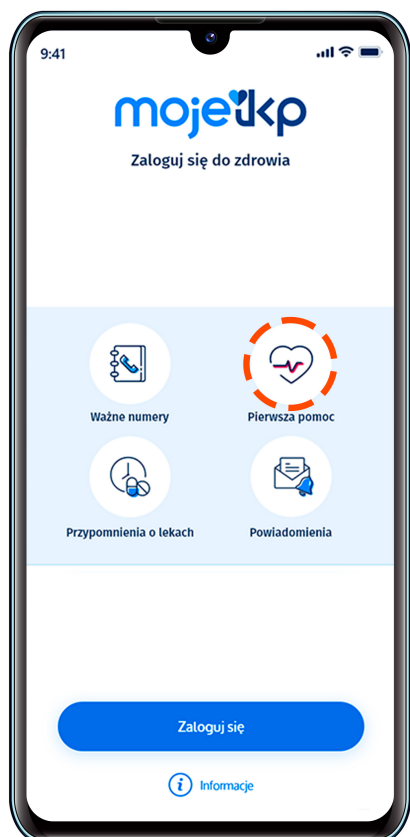 9:41
mojeikp
Zaloguj się do zdrowia
Ważne numery
Pierwsza pomoc
Przypomnienia o lekach
Powiadomienia
Zaloguj się
i Informacje